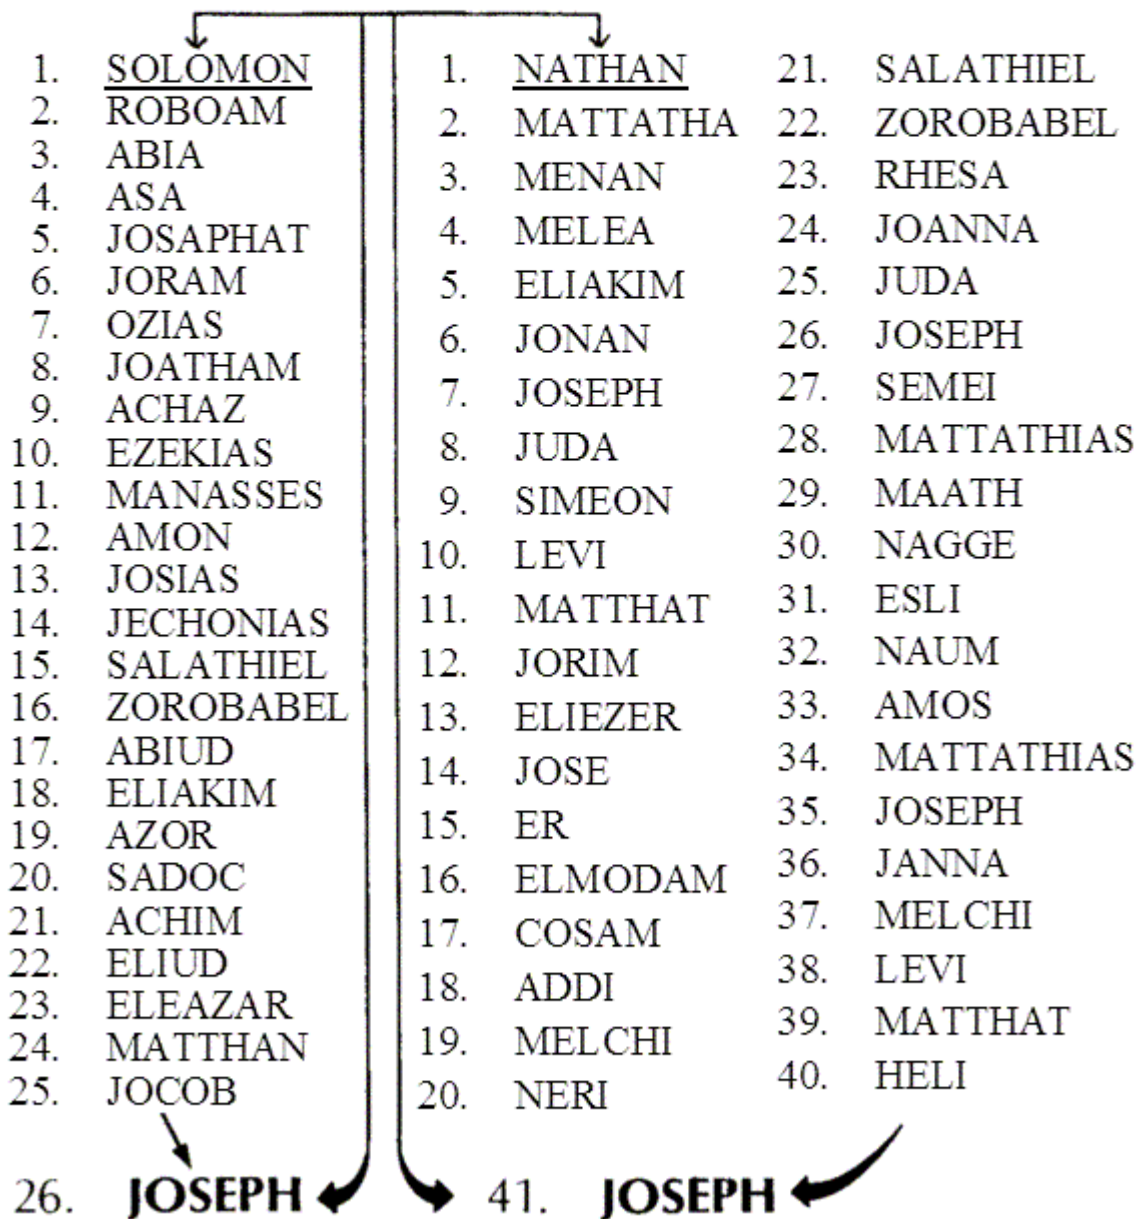 1. SOLOMON
2. ROBOAM
3. ABIA
4. ASA
5. JOSAPHAT
6. JORAM
7. OZIAS
8. JOATHAM
9. ACHAZ
10. EZEKIAS
11. MANASSES
12. AMON
13. JOSIAS
14. JECHONIAS
15. SALATHIEL
16. ZOROBABEL
17. ABIUD
18. ELIAKIM
19. AZOR
20. SADOC
21. ACHIM
22. ELIUD
23. ELEAZAR
24. MATTHAN
25. JOCOB
26. JOSEPH
1. NATHAN
2. MATTATHA
3. MENAN
4. MELEA
5. ELIAKIM
6. JONAN
7. JOSEPH
8. JUDA
9. SIMEON
10. LEVI
11. MATTHAT
12. JORIM
13. ELIEZER
14. JOSE
15. ER
16. ELMODAM
17. COSAM
18. ADDI
19. MELCHI
20. NERI
21. SALATHIEL
22. ZOROBABEL
23. RHESA
24. JOANNA
25. JUDA
26. JOSEPH
27. SEMEI
28. MATTATHIAS
29. MAATH
30. NAGGE
31. ESLI
32. NAUM
33. AMOS
34. MATTATHIAS
35. JOSEPH
36. JANNA
37. MELCHI
38. LEVI
39. MATTHAT
40. HELI
41. JOSEPH